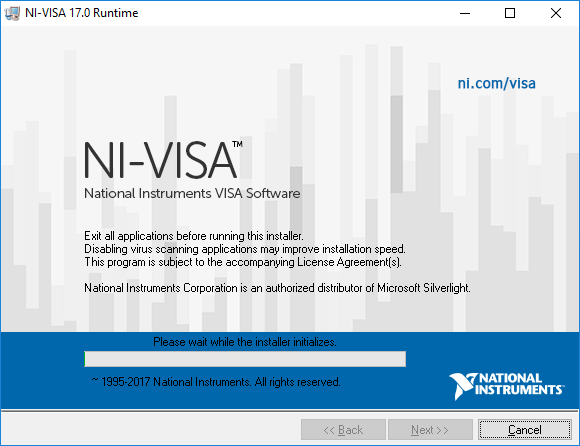 NI-VISA 17.0 Runtime
ni.com/visa
NI-VISA™
National Instruments VISA Software
Exit all applications before running this installer.
Disabling virus scanning applications may improve installation speed.
This program is subject to the accompanying License Agreement(s).
National Instruments Corporation is an authorized distributor of Microsoft Silverlight.
Please wait while the installer initializes.
~ 1995-2017 National Instruments. All rights reserved.
NATIONAL
INSTRUMENTS™
<< Back Next >> Cancel